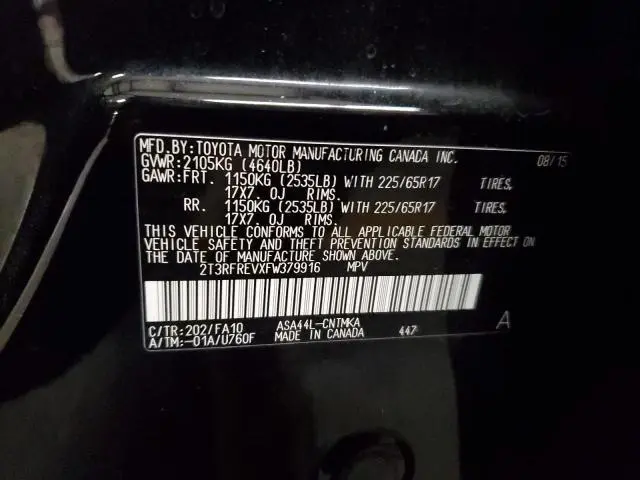 MFD.BY:TOYOTA MOTOR MANUFACTURING CANADA INC. 08/15
GVWR:2105KG (4640LB)
GAWR:FRT. 1150KG (2535LB) WITH 225/65R17 TIRES,
17X7. 0J RIMS.
RR. 1150KG (2535LB) WITH 225/65R17 TIRES,
17X7. 0J RIMS.
THIS VEHICLE CONFORMS TO ALL APPLICABLE FEDERAL MOTOR
VEHICLE SAFETY AND THEFT PREVENTION STANDARDS IN EFFECT ON
THE DATE OF MANUFACTURE SHOWN ABOVE.
2T3RFREVXFW379916 MPV
C/TR:202/FA10 ASA44L-CNTMKA A
A/TM:-01A/U760F MADE IN CANADA 447